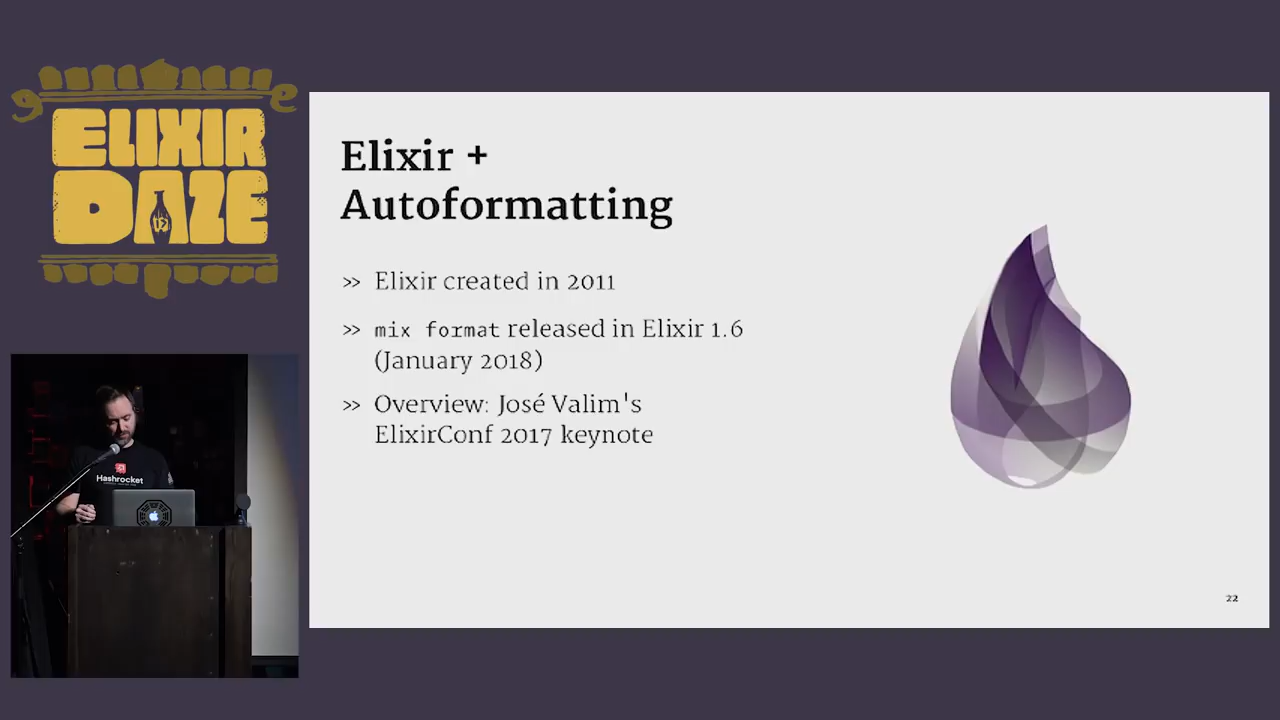 ELIXIR
DAZE
Elixir +
Autoformatting
» Elixir created in 2011
» mix format released in Elixir 1.6
(January 2018)
» Overview: José Valim's
ElixirConf 2017 keynote
22
Hashrocket